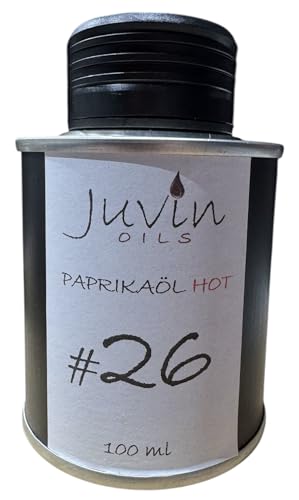 Juvin
OILS
PAPRIKAÖL HOT
#26
100 ml